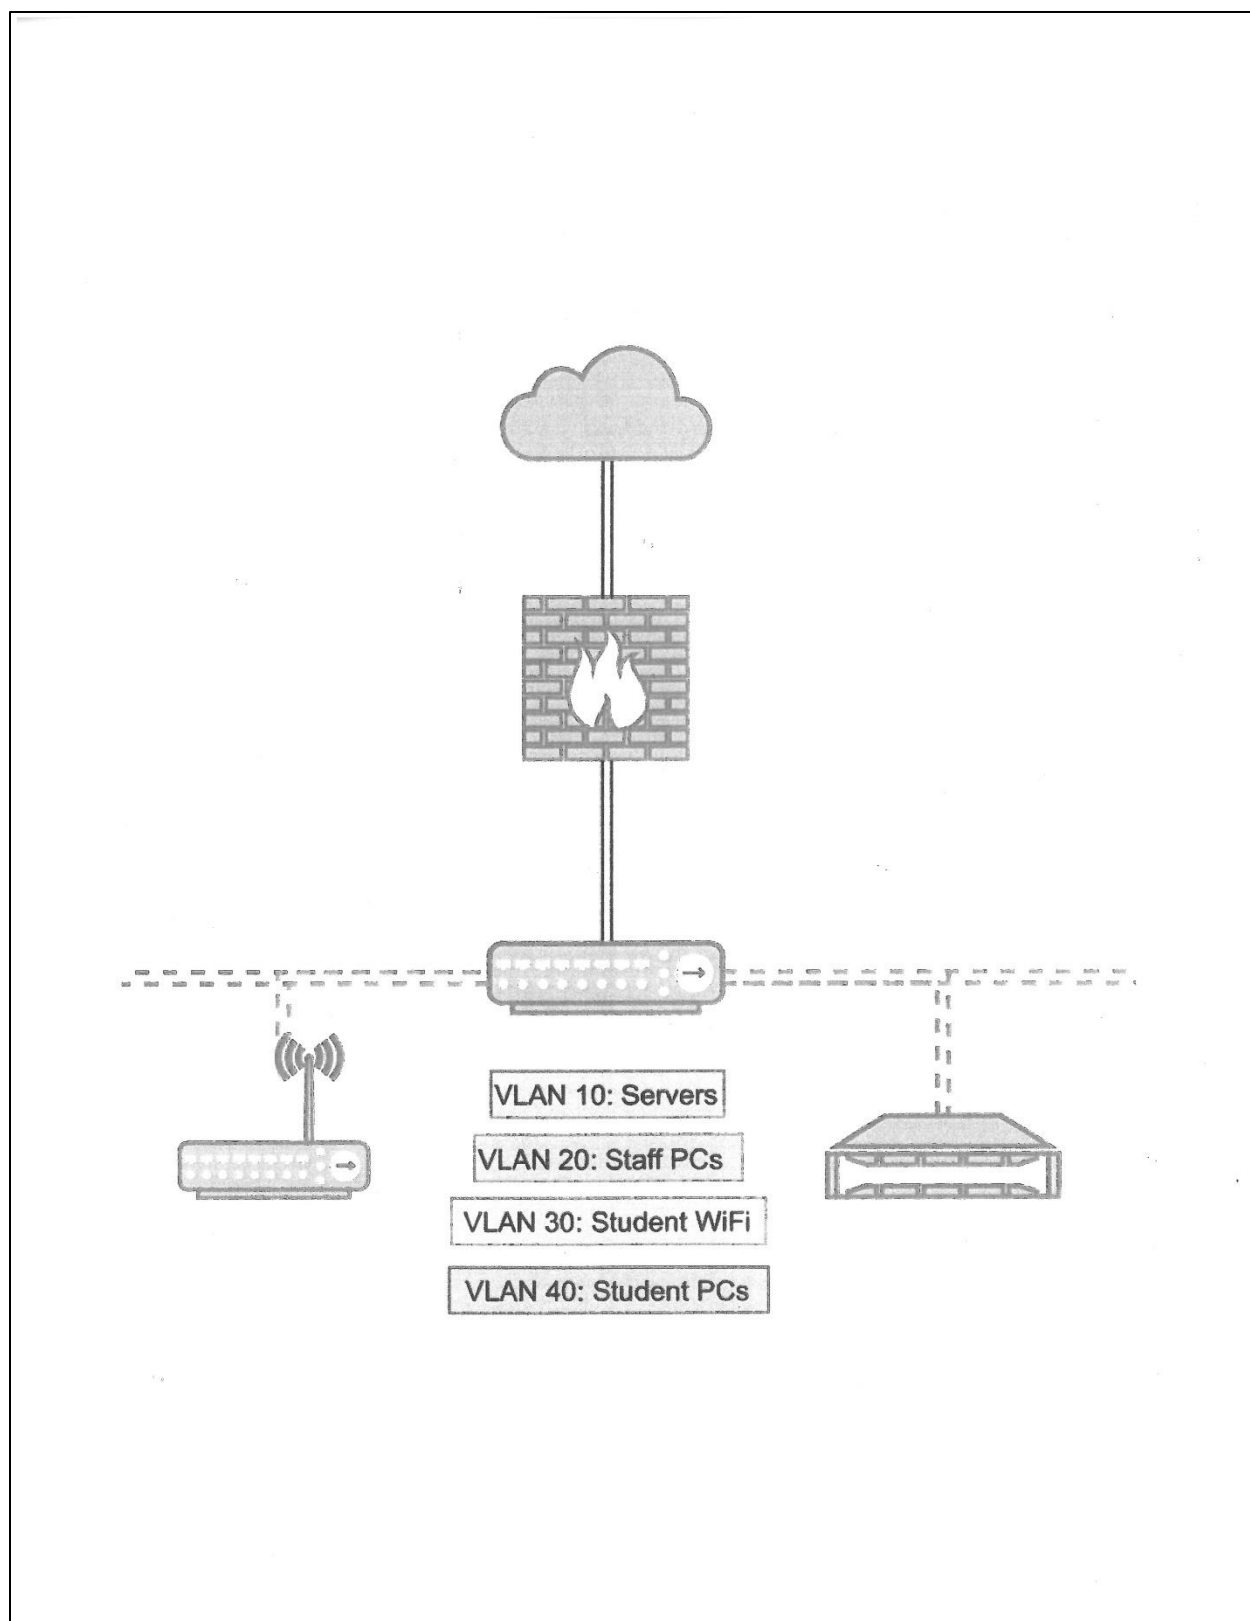 VLAN 10: Servers
VLAN 20: Staff PCs
VLAN 30: Student WiFi
VLAN 40: Student PCs